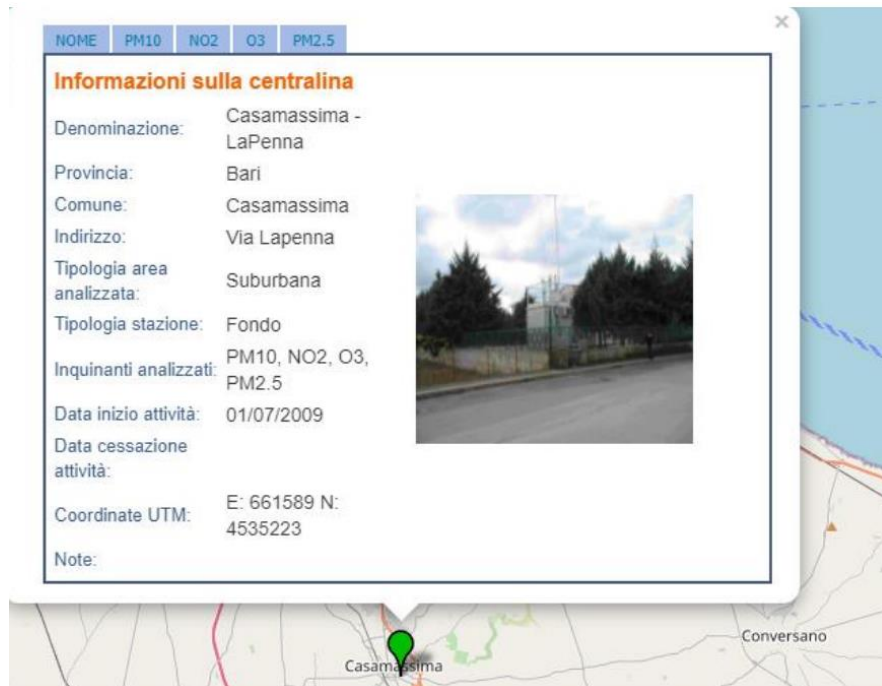 ×
NOME PM10 NO2 O3 PM2.5
Informazioni sulla centralina
Denominazione: Casamassima -
LaPenna
Provincia: Bari
Comune: Casamassima
Indirizzo: Via Lapenna
Tipologia area
analizzata: Suburbana
Tipologia stazione: Fondo
Inquinanti analizzati: PM10, NO2, O3,
PM2.5
Data inizio attività: 01/07/2009
Data cessazione
attività:
Coordinate UTM: E: 661589 N:
4535223
Note:
Conversano
Casamassima